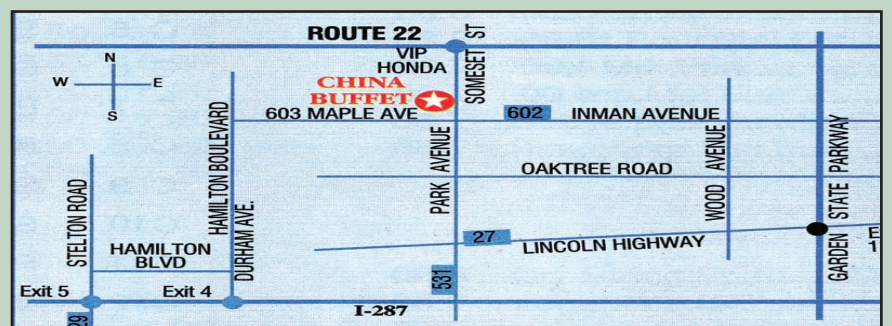 ROUTE 22
SOMESET ST
VIP
HONDA
N
W E
S
CHINA
BUFFET
603 MAPLE AVE
602
INMAN AVENUE
HAMILTON BOULEVARD
PARK AVENUE
WOOD AVENUE
GARDEN STATE PARKWAY
OAKTREE ROAD
STELTON ROAD
DURHAM AVE.
27
LINCOLN HIGHWAY
HAMILTON
BLVD
531
Exit 5
Exit 4
I-287